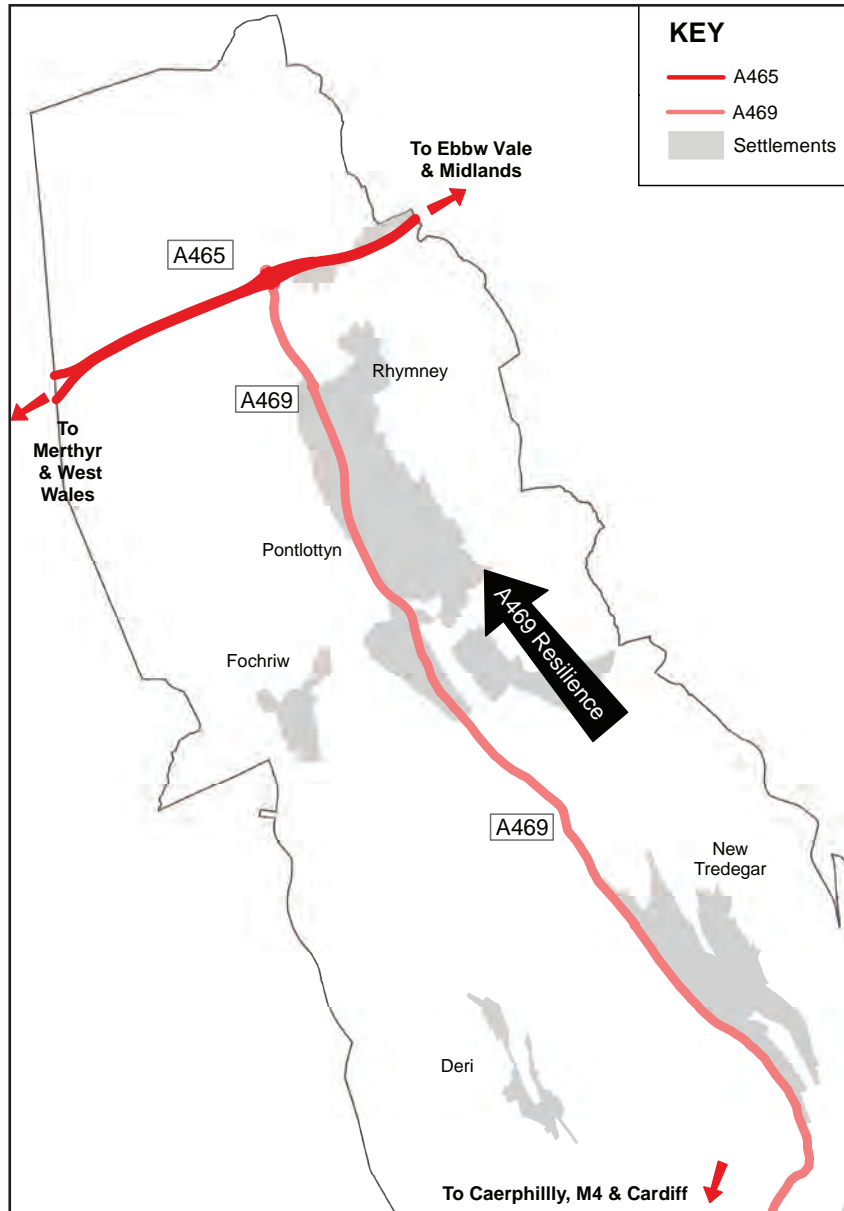 KEY
A465
A469
Settlements
To Ebbw Vale
& Midlands
A465
Rhymney
A469
To
Merthyr
& West
Wales
Pontlottyn
A469 Resilience
Fochriw
A469
New
Tredegar
Deri
To Caerphillly, M4 & Cardiff